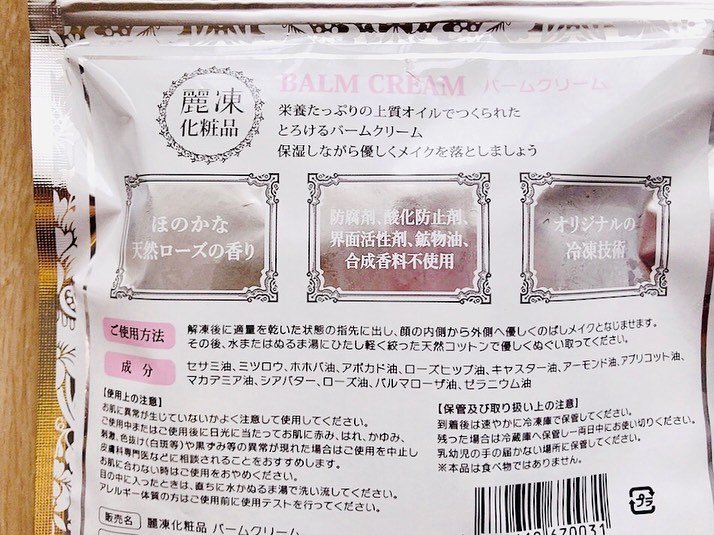 麗凍
化粧品
BALM CREAM バームクリーム
栄養たっぷりの上質オイルでつくられた
とろけるバームクリーム
保湿しながら優しくメイクを落としましょう
ほのかな
天然ローズの香り
防腐剤、酸化防止剤、
界面活性剤、鉱物油、
合成香料不使用
オリジナルの
冷凍技術
ご使用方法
解凍後に適量を乾いた状態の指先に出し、顔の内側から外側へ優しくのばしメイクとなじませます。
その後、水またはぬるま湯にひたし軽く絞った天然コットンで優しくぬぐい取ってください。
成分
セサミ油、ミツロウ、ホホバ油、アボカド油、ローズヒップ油、キャスター油、アーモンド油、アプリコット油、
マカデミア油、シアバター、ローズ油、パルマローザ油、ゼラニウム油
【使用上の注意】
お肌に異常が生じていないかよく注意して使用してください。
ご使用中またはご使用後に日光に当たってお肌に赤み、はれ、かゆみ、
刺激、色抜け(白斑等)や黒ずみ等の異常が現れた場合はご使用を中止し
皮膚科専門医などに相談されることをおすすめします。
お肌に合わない時はご使用をおやめください。
目の中に入ったときは、直ちに水かぬるま湯で洗い流してください。
アレルギー体質の方はご使用前に使用テストを行ってください。
【保管及び取り扱い上の注意】
到着後は速やかに冷凍庫で保管してください。
残った場合は冷蔵庫へ保管し一両日中にお使い切りください。
乳幼児の手の届かない場所に保管してください。
※本品は食べ物ではありません。
プラ
販売名 麗凍化粧品 バームクリーム